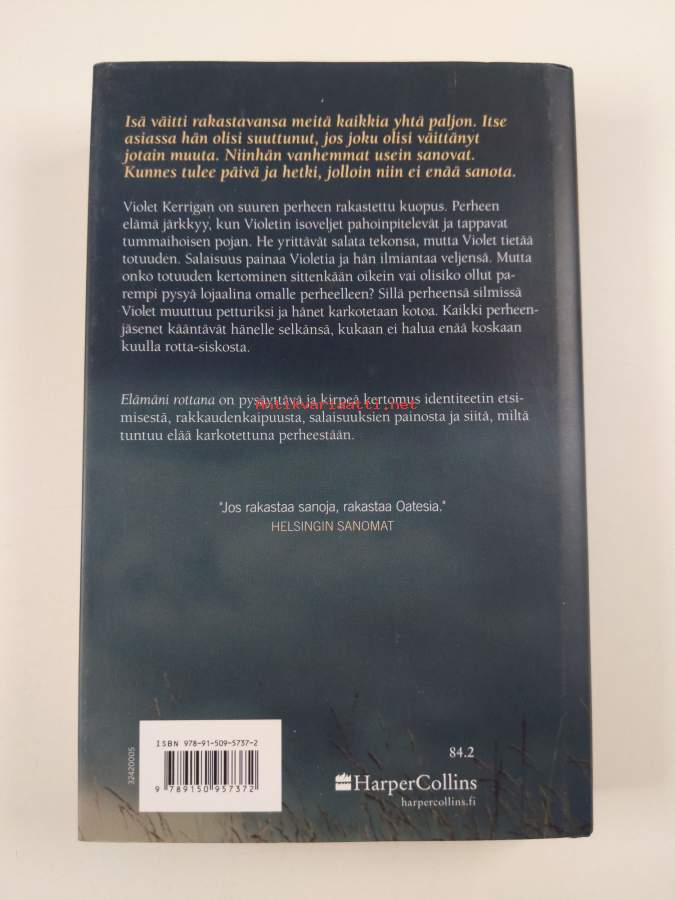 Isä väitti rakastavansa meitä kaikkia yhtä paljon. Itse
asiassa hän olisi suuttunut, jos joku olisi väittänyt
jotain muuta. Niinhän vanhemmat usein sanovat.
Kunnes tulee päivä ja hetki, jolloin niin ei enää sanota.
Violet Kerrigan on suuren perheen rakastettu kuopus. Perheen
elämä järkkyy, kun Violetin isoveljet pahoinpitelevät ja tappavat
tummaihoisen pojan. He yrittävät salata tekonsa, mutta Violet tietää
totuuden. Salaisuus painaa Violetia ja hän ilmiantaa veljensä. Mutta
onko totuuden kertominen sittenkään oikein vai olisiko ollut pa-
rempi pysyä lojaalina omalle perheelleen? Sillä perheensä silmissä
Violet muuttuu petturiksi ja hänet karkotetaan kotoa. Kaikki perheen-
jäsenet kääntävät hänelle selkänsä, kukaan ei halua enää koskaan
kuulla rotta-siskosta.
Elämäni rottana on pysäyttävä ja kirpeä kertomus identiteetin etsi-
Antikvariaatti.net
misestä, rakkaudenkaipuusta, salaisuuksien painosta ja siitä, miltä
tuntuu elää karkotettuna perheestään.
"Jos rakastaa sanoja, rakastaa Oatesia."
HELSINGIN SANOMAT
32420005
ISBN 978-91-509-5737-2
9 789150 957372
84.2
HarperCollins
harpercollins.fi